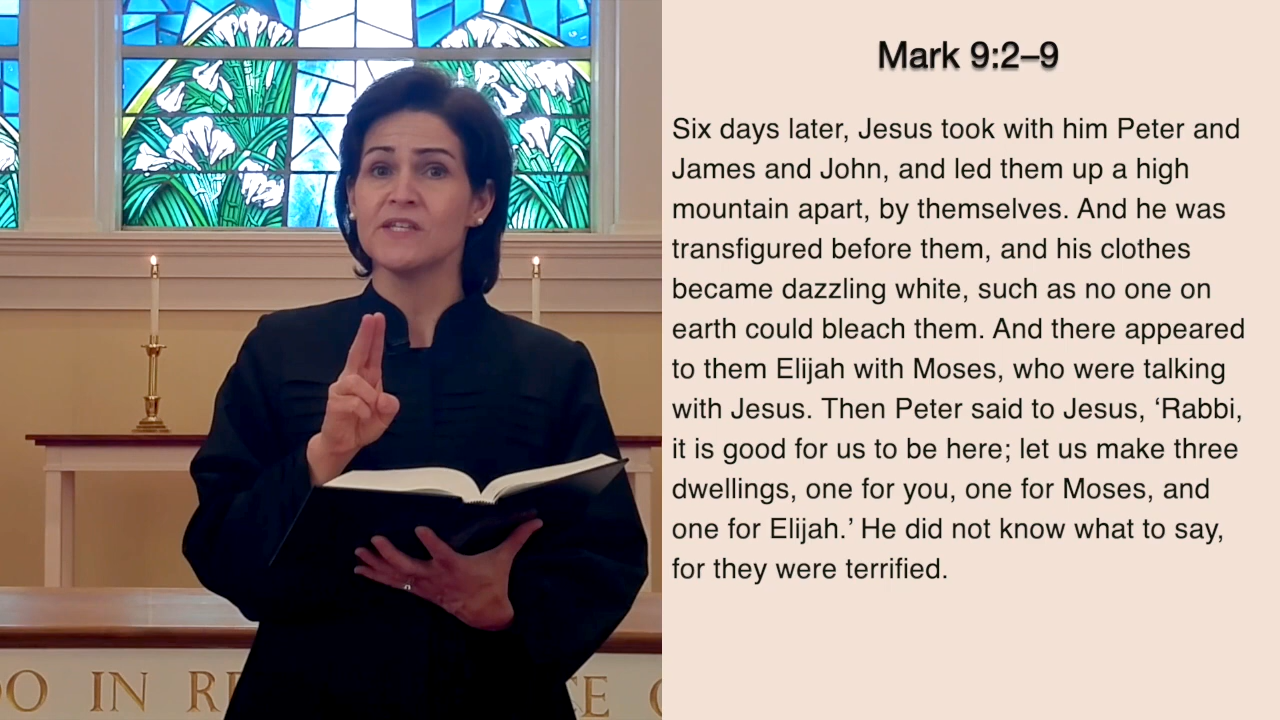 Mark 9:2–9
Six days later, Jesus took with him Peter and
James and John, and led them up a high
mountain apart, by themselves. And he was
transfigured before them, and his clothes
became dazzling white, such as no one on
earth could bleach them. And there appeared
to them Elijah with Moses, who were talking
with Jesus. Then Peter said to Jesus, ‘Rabbi,
it is good for us to be here; let us make three
dwellings, one for you, one for Moses, and
one for Elijah.’ He did not know what to say,
for they were terrified.
DO IN